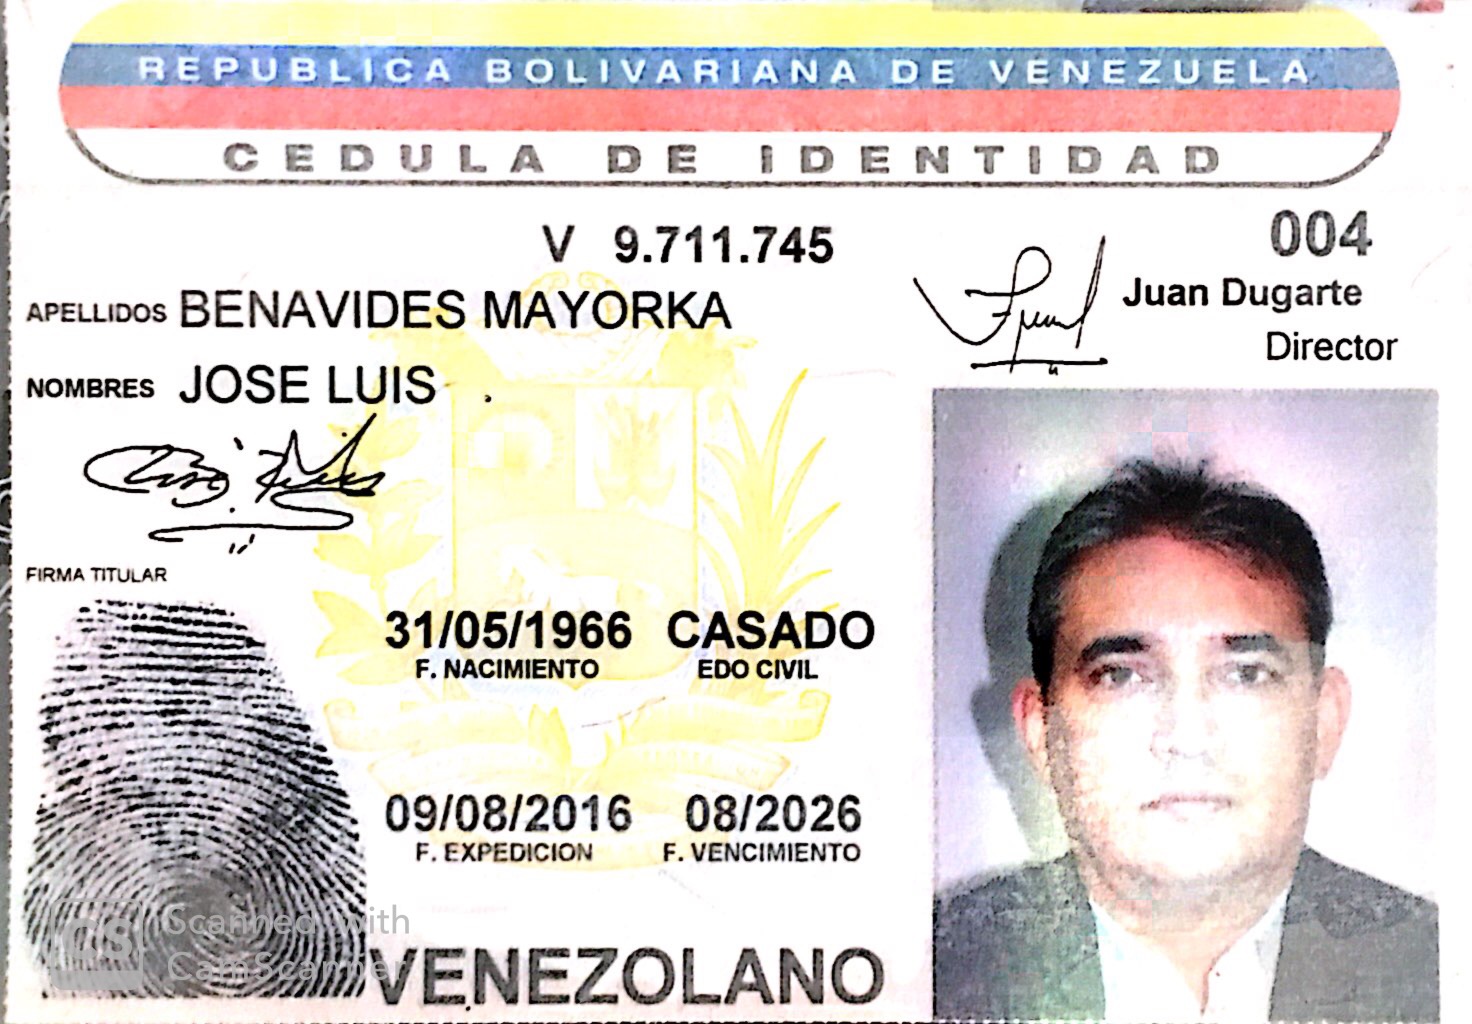 REPUBLICA BOLIVARIANA DE VENEZUELA
CEDULA DE IDENTIDAD
V 9.711.745
004
APELLIDOS BENAVIDES MAYORKA
Juan Dugarte
Director
NOMBRES JOSE LUIS
FIRMA TITULAR
31/05/1966 CASADO
F. NACIMIENTO EDO CIVIL
09/08/2016 08/2026
F. EXPEDICION F. VENCIMIENTO
VENEZOLANO
CS Scanned with
CamScanner